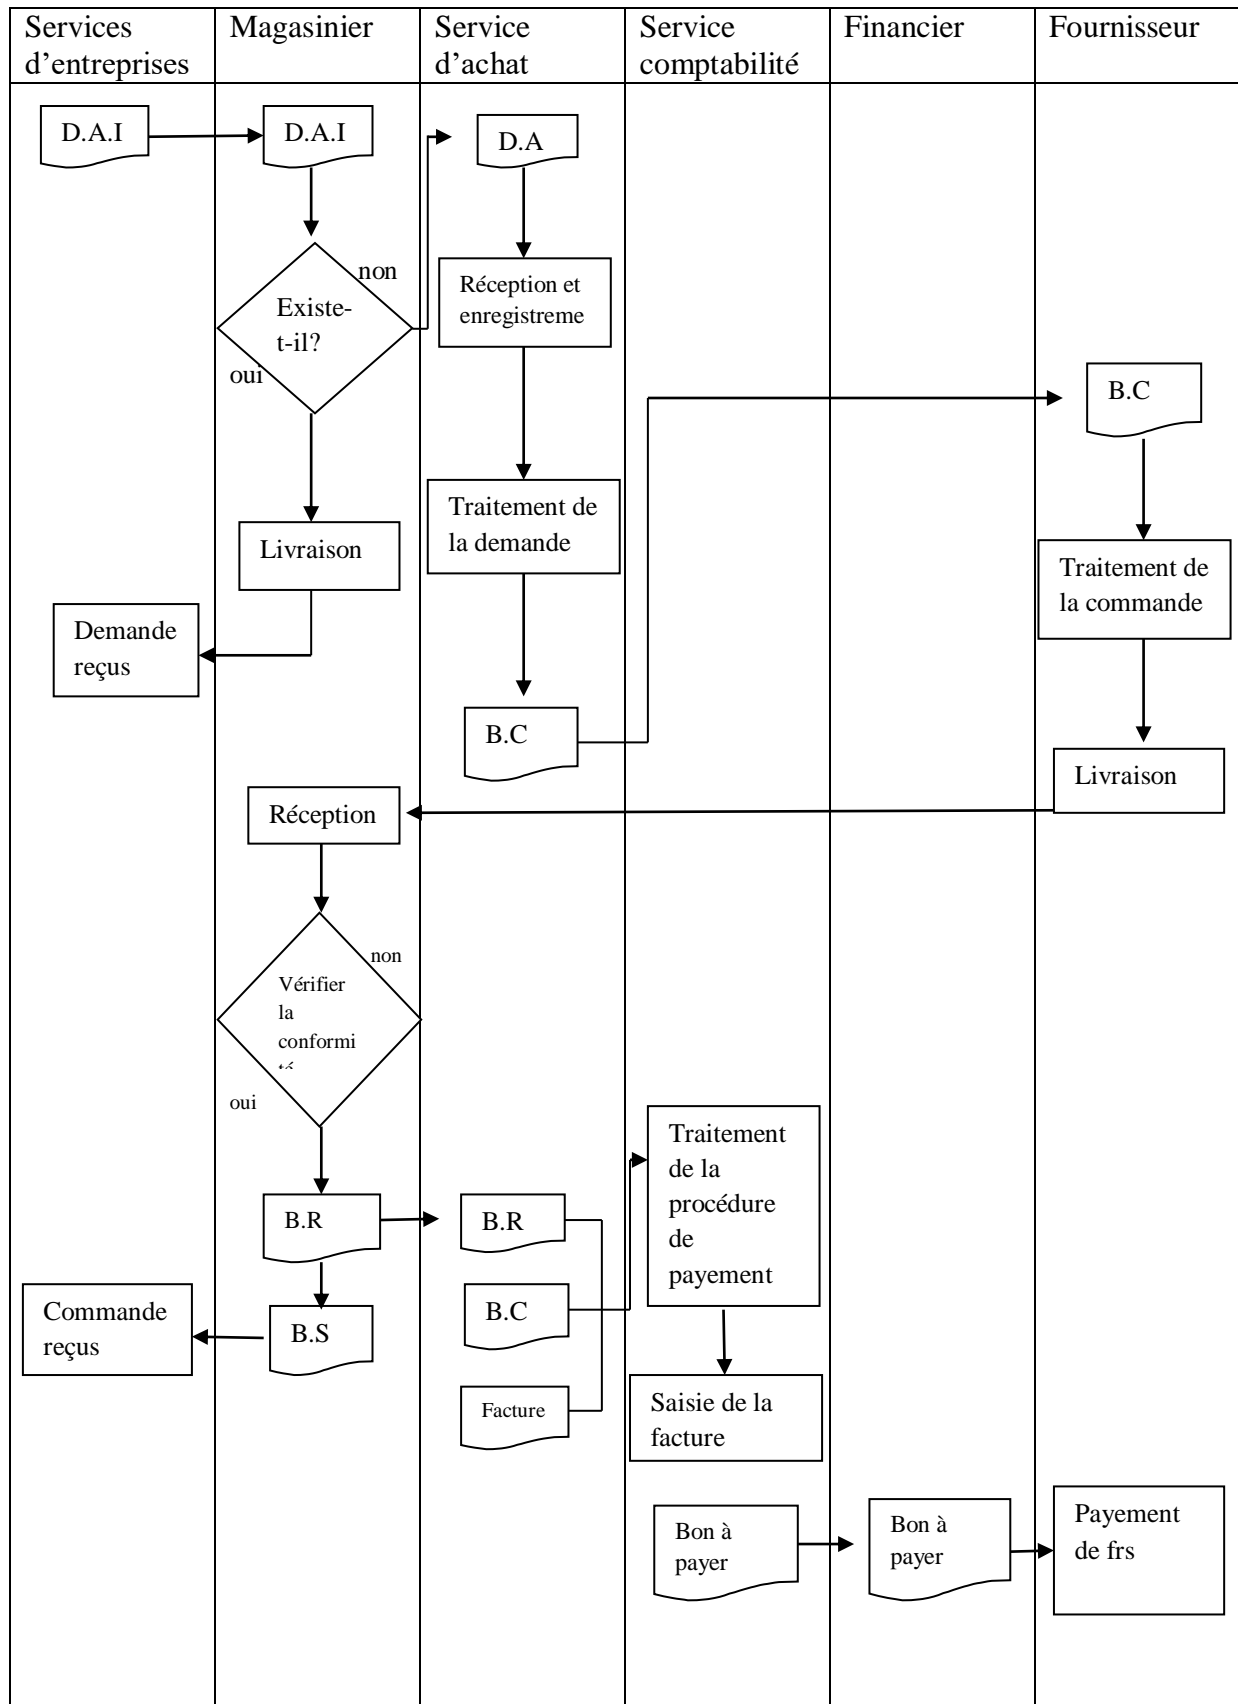 Services
d’entreprises
Magasinier
Service
d’achat
Service
comptabilité
Financier
Fournisseur
D.A.I
D.A.I
D.A
non
Existe-
t-il?
oui
Réception et
enregistreme
B.C
Traitement de
la demande
Livraison
Traitement de
la commande
Demande
reçus
B.C
Livraison
Réception
non
Vérifier
la
conformi
té
oui
Traitement
de la
procédure
de
payement
B.R
B.R
Commande
reçus
B.S
B.C
Facture
Saisie de la
facture
Bon à
payer
Bon à
payer
Payement
de frs